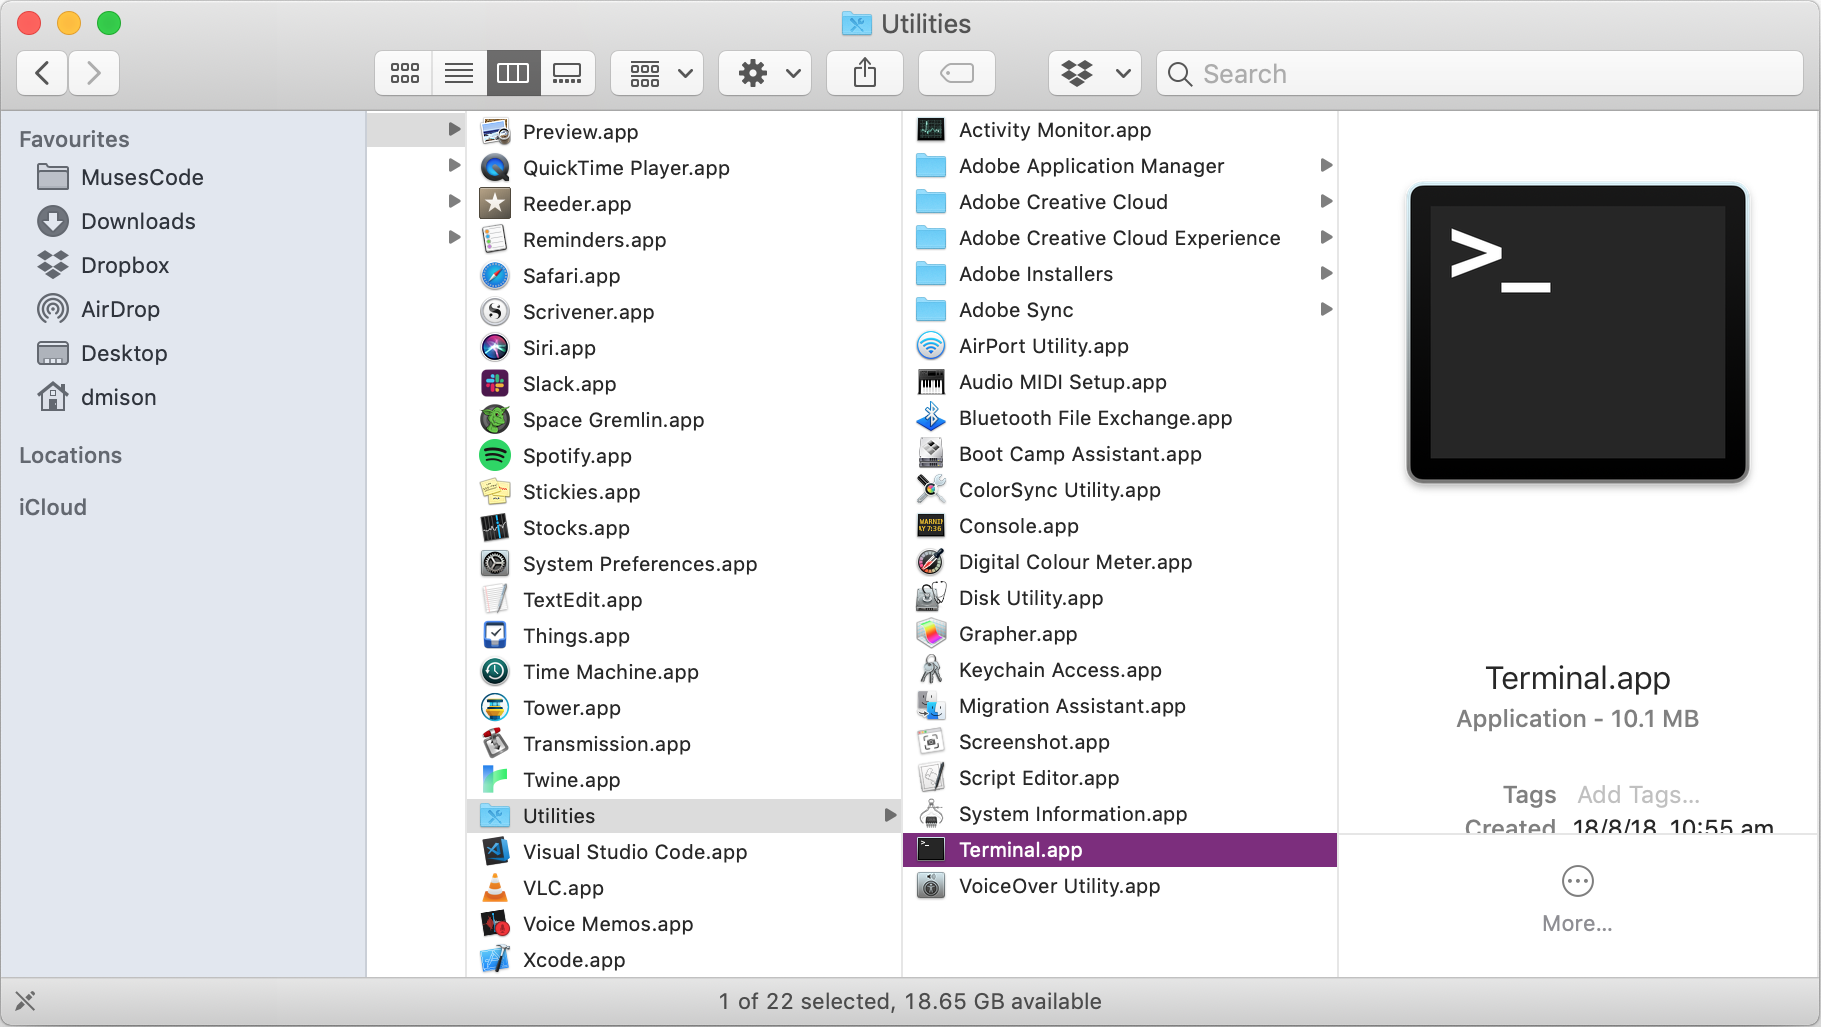 Utilities
Search
Favourites
MusesCode
Downloads
Dropbox
AirDrop
Desktop
dmison
Locations
iCloud
Preview.app
QuickTime Player.app
Reeder.app
Reminders.app
Safari.app
Scrivener.app
Siri.app
Slack.app
Space Gremlin.app
Spotify.app
Stickies.app
Stocks.app
System Preferences.app
TextEdit.app
Things.app
Time Machine.app
Tower.app
Transmission.app
Twine.app
Utilities
Visual Studio Code.app
VLC.app
Voice Memos.app
Xcode.app
Activity Monitor.app
Adobe Application Manager
Adobe Creative Cloud
Adobe Creative Cloud Experience
Adobe Installers
Adobe Sync
AirPort Utility.app
Audio MIDI Setup.app
Bluetooth File Exchange.app
Boot Camp Assistant.app
ColorSync Utility.app
Console.app
Digital Colour Meter.app
Disk Utility.app
Grapher.app
Keychain Access.app
Migration Assistant.app
Screenshot.app
Script Editor.app
System Information.app
Terminal.app
VoiceOver Utility.app
>_
Terminal.app
Application - 10.1 MB
Tags Add Tags...
Created 18/8/18, 10:55 am
More...
1 of 22 selected, 18.65 GB available